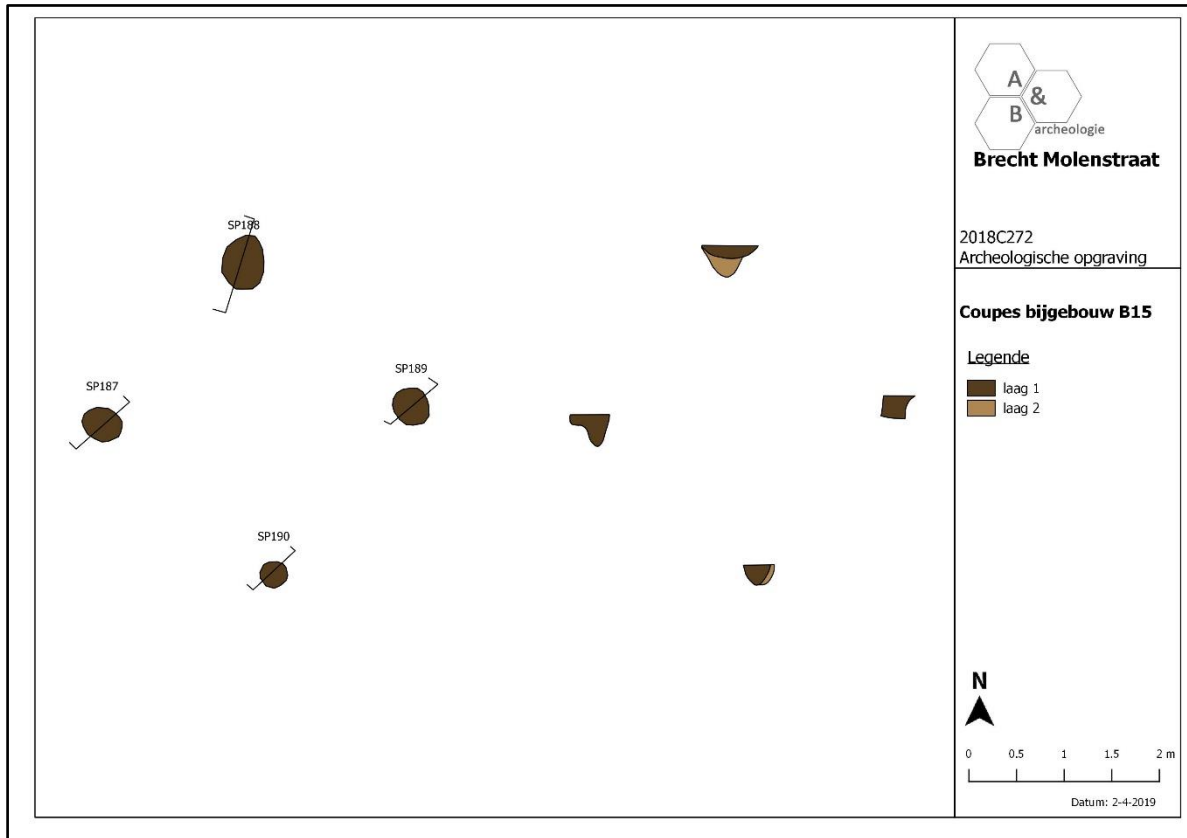 SP188
SP187
SP189
SP190
A
&
B
archeologie
Brecht Molenstraat
2018C272
Archeologische opgraving
Coupes bijgebouw B15
Legende
laag 1
laag 2
N
0 0.5 1 1.5 2 m
Datum: 2-4-2019